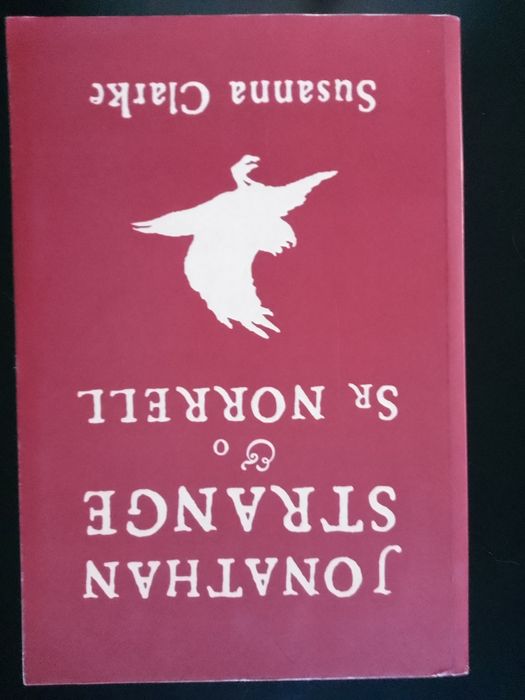 JONATHAN
STRANGE
& o
SR NORRELL
Susanna Clarke